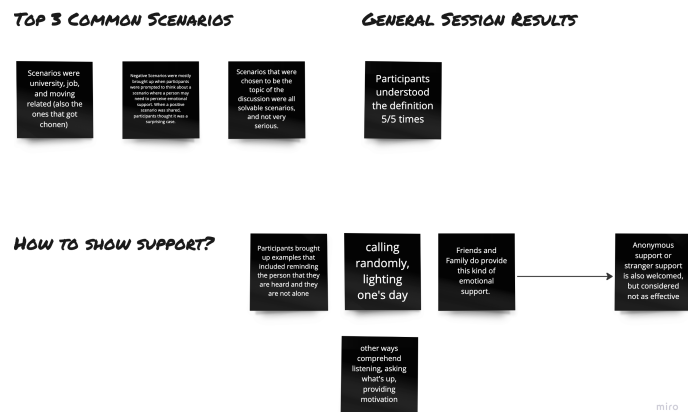 TOP 3 COMMON SCENARIOS
GENERAL SESSION RESULTS
Scenarios were
university, job,
and moving
related (also the
ones that got
chonen)
Negative Scenarios were mostly
brought up when participants
were prompted to think about a
scenario where a person may
need to perceive emotional
support. When a positive
scenario was shared,
participants thought it was a
surprising case.
Scenarios that were
chosen to be the
topic of the
discussion were all
solvable scenarios,
and not very
serious.
Participants
understood
the definition
5/5 times
HOW TO SHOW SUPPORT?
Participants brought
up examples that
included reminding
the person that they
are heard and they
are not alone
calling
randomly,
lighting
one's day
Friends and
Family do provide
this kind of
emotional
support.
Anonymous
support or
stranger support
is also welcomed,
but considered
not as effective
other ways
comprehend
listening, asking
what's up,
providing
motivation
miro